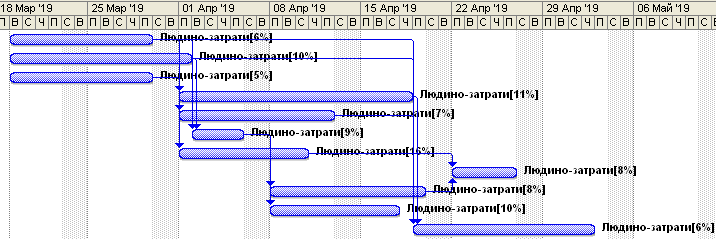 18 Мар '19 25 Мар '19 01 Апр '19 08 Апр '19 15 Апр '19 22 Апр '19 29 Апр '19 06 Май '19
П В С Ч П С В П В С Ч П С В П В С Ч П С В П В С Ч П С В П В С Ч П С В П В С Ч П С В П В С Ч П С В П В С Ч П С В
Людино-затрати[6%]
Людино-затрати[10%]
Людино-затрати[5%]
Людино-затрати[11%]
Людино-затрати[7%]
Людино-затрати[9%]
Людино-затрати[16%]
Людино-затрати[8%]
Людино-затрати[8%]
Людино-затрати[10%]
Людино-затрати[6%]